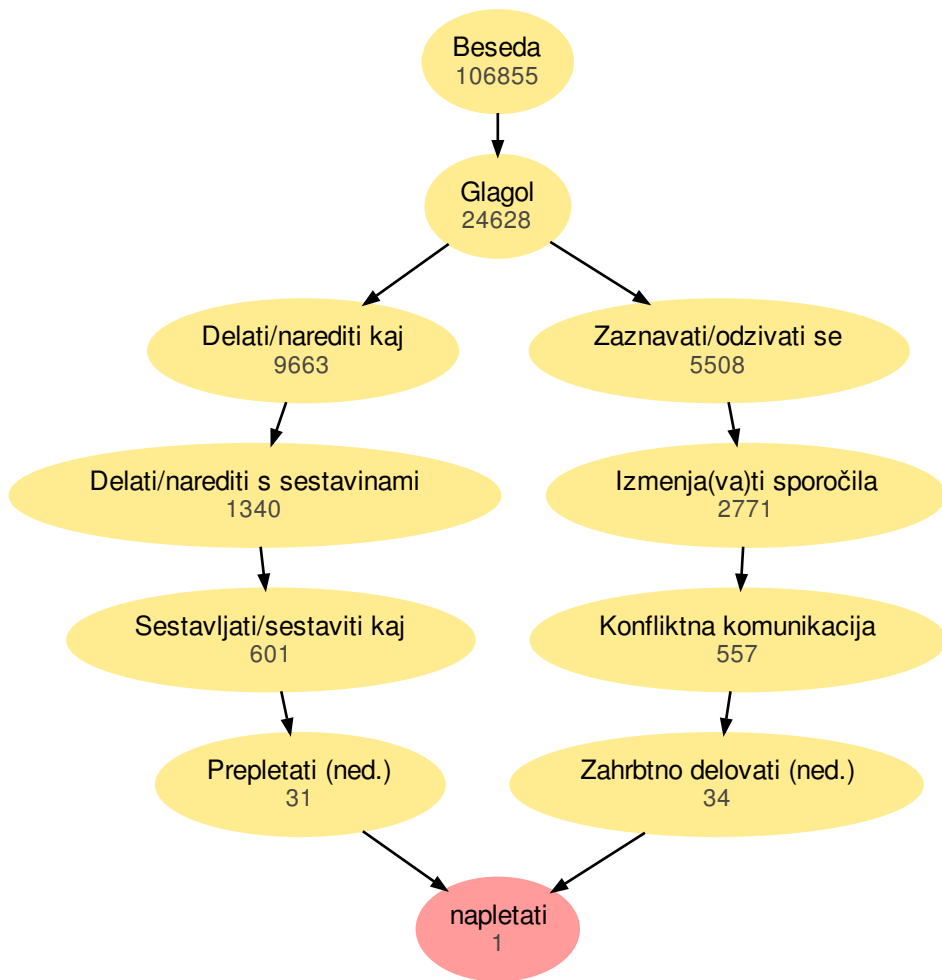 Beseda
106855
Glagol
24628
Delati/narediti kaj
9663
Zaznavati/odzivati se
5508
Delati/narediti s sestavinami
1340
Izmenja(va)ti sporočila
2771
Sestavljati/sestaviti kaj
601
Konfliktna komunikacija
557
Prepletati (ned.)
31
Zahrbtno delovati (ned.)
34
napletati
1